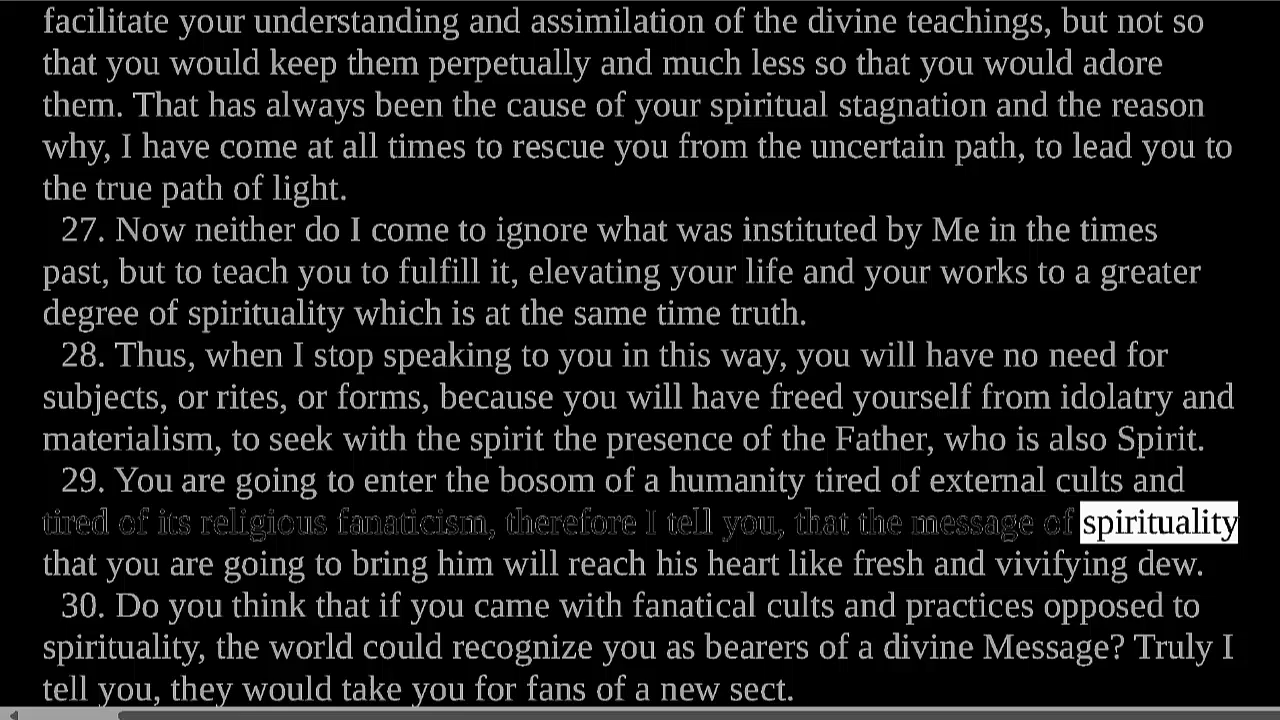 facilitate your understanding and assimilation of the divine teachings, but not so
that you would keep them perpetually and much less so that you would adore
them. That has always been the cause of your spiritual stagnation and the reason
why, I have come at all times to rescue you from the uncertain path, to lead you to
the true path of light.
27. Now neither do I come to ignore what was instituted by Me in the times
past, but to teach you to fulfill it, elevating your life and your works to a greater
degree of spirituality which is at the same time truth.
28. Thus, when I stop speaking to you in this way, you will have no need for
subjects, or rites, or forms, because you will have freed yourself from idolatry and
materialism, to seek with the spirit the presence of the Father, who is also Spirit.
29. You are going to enter the bosom of a humanity tired of external cults and
tired of its religious fanaticism, therefore I tell you, that the message of spirituality
that you are going to bring him will reach his heart like fresh and vivifying dew.
30. Do you think that if you came with fanatical cults and practices opposed to
spirituality, the world could recognize you as bearers of a divine Message? Truly I
tell you, they would take you for fans of a new sect.